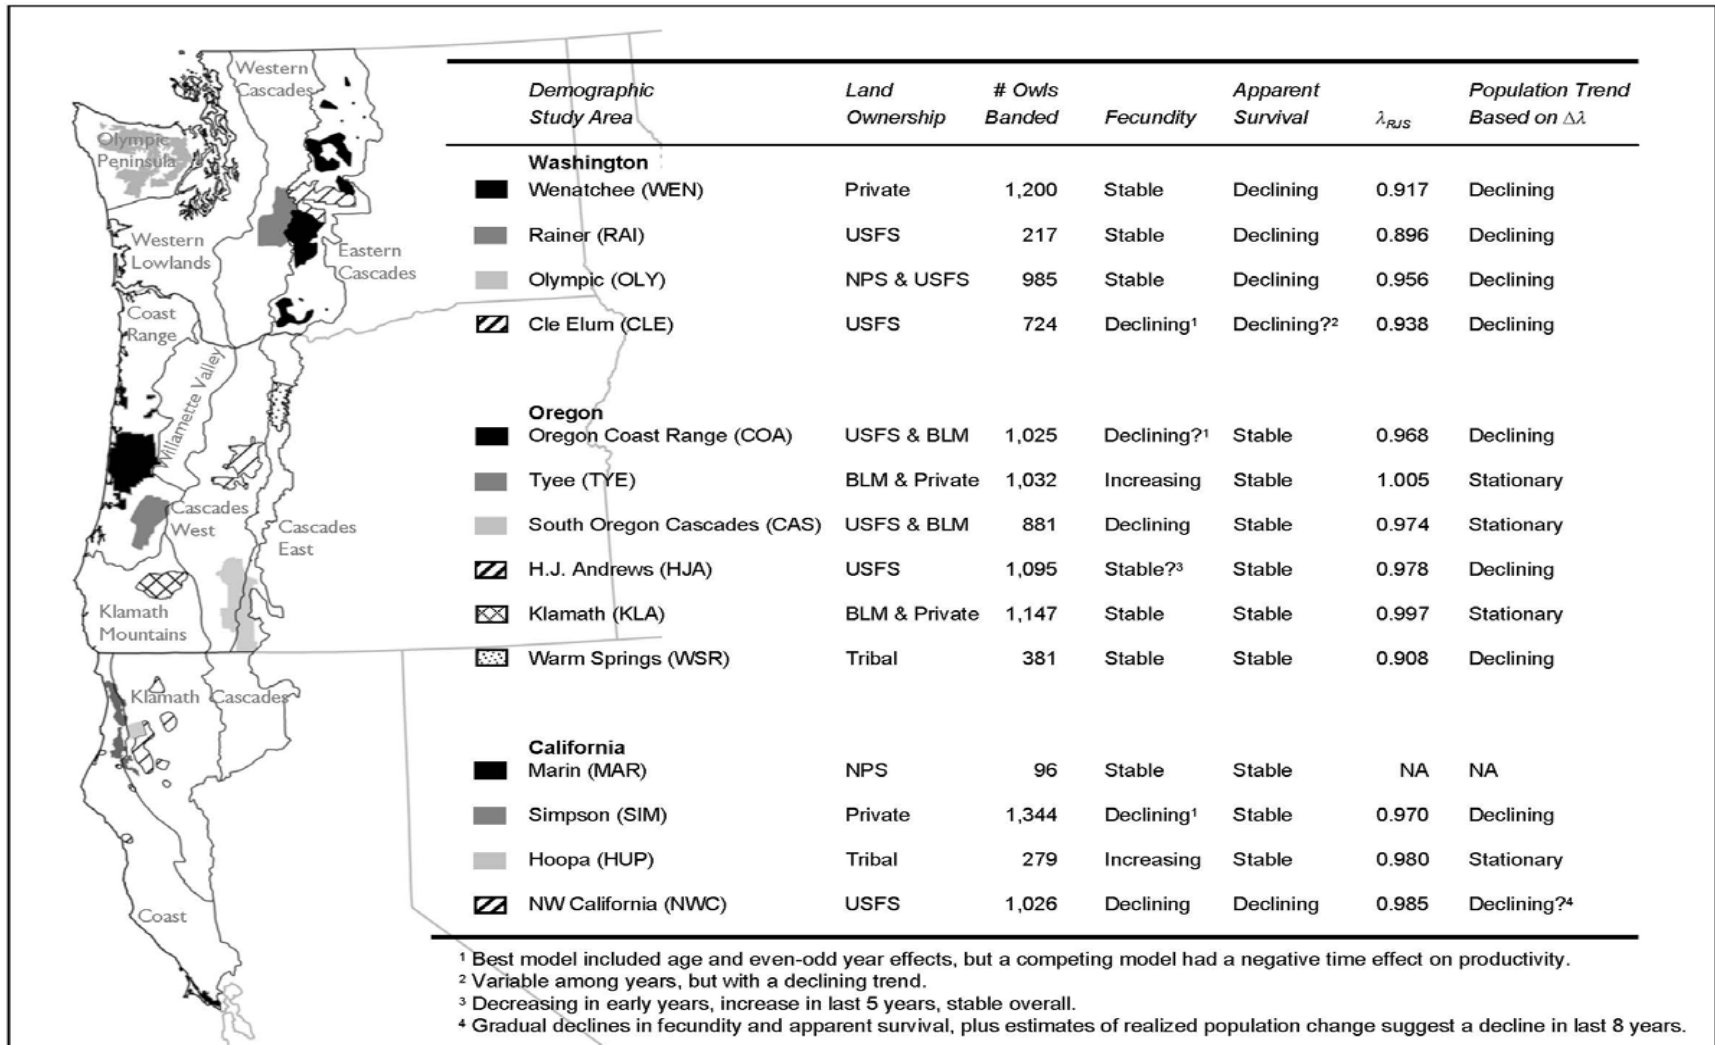 Western
Cascades
Olympic
Peninsula
Western
Lowlands
Eastern
Cascades
Coast
Range
Willamette Valley
Cascades
West
Cascades
East
Klamath
Mountains
Klamath
Cascades
Coast
Demographic Study Area
Land Ownership
# Owls Banded
Fecundity
Apparent Survival
λRJS
Population Trend Based on Δλ
Washington
Wenatchee (WEN) Private 1,200 Stable Declining 0.917 Declining
Rainer (RAI) USFS 217 Stable Declining 0.896 Declining
Olympic (OLY) NPS & USFS 985 Stable Declining 0.956 Declining
Cle Elum (CLE) USFS 724 Declining¹ Declining?² 0.938 Declining
Oregon
Oregon Coast Range (COA) USFS & BLM 1,025 Declining?¹ Stable 0.968 Declining
Tyee (TYE) BLM & Private 1,032 Increasing Stable 1.005 Stationary
South Oregon Cascades (CAS) USFS & BLM 881 Declining Stable 0.974 Stationary
H.J. Andrews (HJA) USFS 1,095 Stable?³ Stable 0.978 Declining
Klamath (KLA) BLM & Private 1,147 Stable Stable 0.997 Stationary
Warm Springs (WSR) Tribal 381 Stable Stable 0.908 Declining
California
Marin (MAR) NPS 96 Stable Stable NA NA
Simpson (SIM) Private 1,344 Declining¹ Stable 0.970 Declining
Hoopa (HUP) Tribal 279 Increasing Stable 0.980 Stationary
NW California (NWC) USFS 1,026 Declining Declining 0.985 Declining?⁴
¹ Best model included age and even-odd year effects, but a competing model had a negative time effect on productivity.
² Variable among years, but with a declining trend.
³ Decreasing in early years, increase in last 5 years, stable overall.
⁴ Gradual declines in fecundity and apparent survival, plus estimates of realized population change suggest a decline in last 8 years.